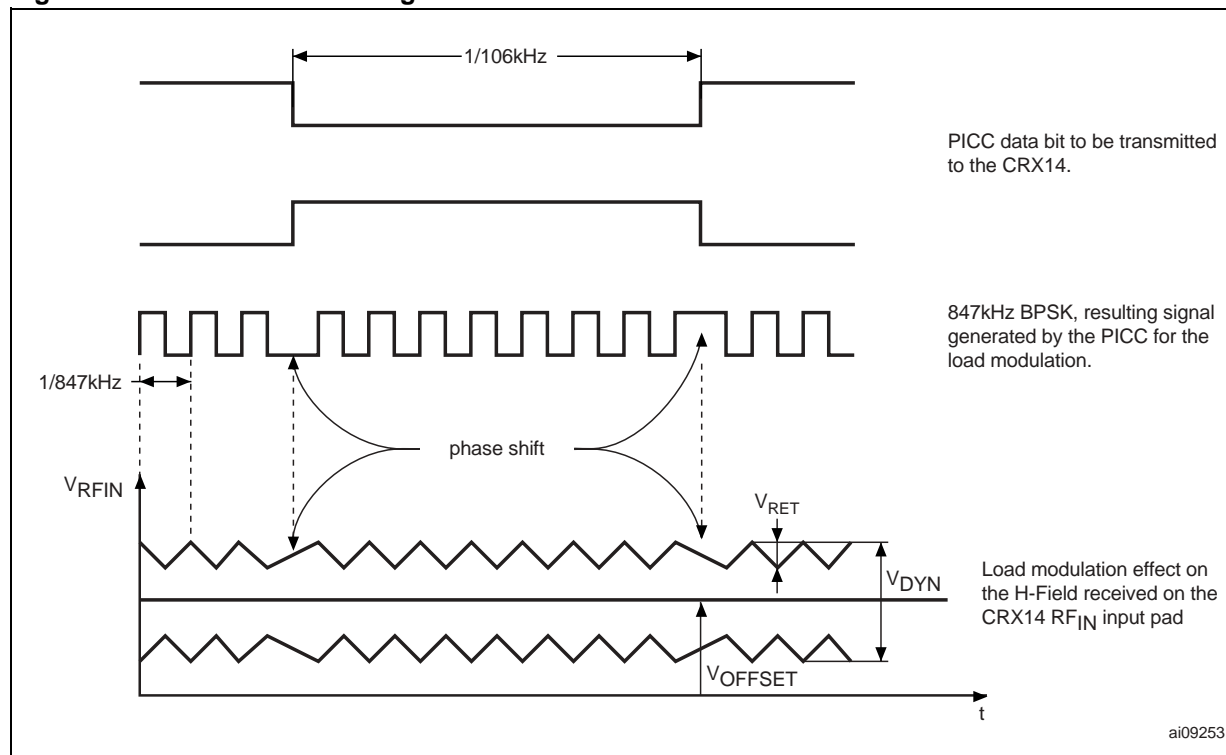 1/106kHz
PICC data bit to be transmitted
to the CRX14.
847kHz BPSK, resulting signal
generated by the PICC for the
load modulation.
1/847kHz
phase shift
VRFIN
VRET
VDYN
Load modulation effect on
the H-Field received on the
CRX14 RFIN input pad
VOFFSET
t
ai09253